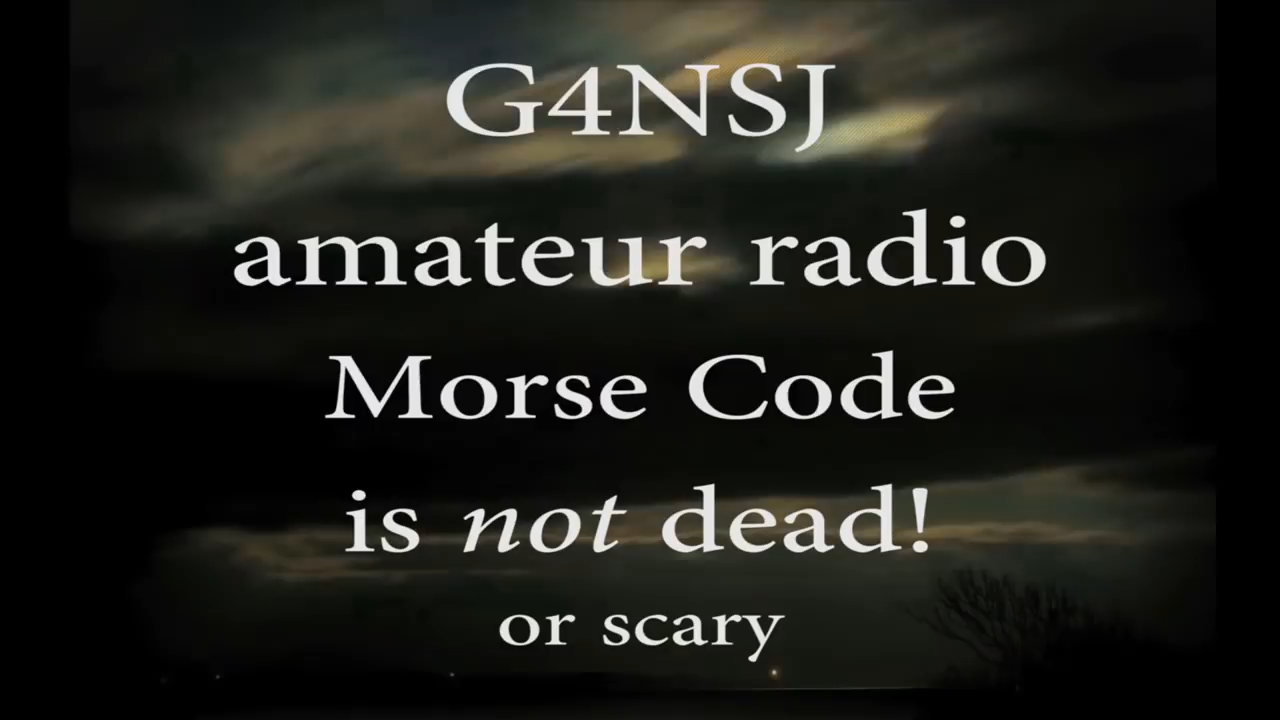 G4NSJ
amateur radio
Morse Code
is not dead!
or scary